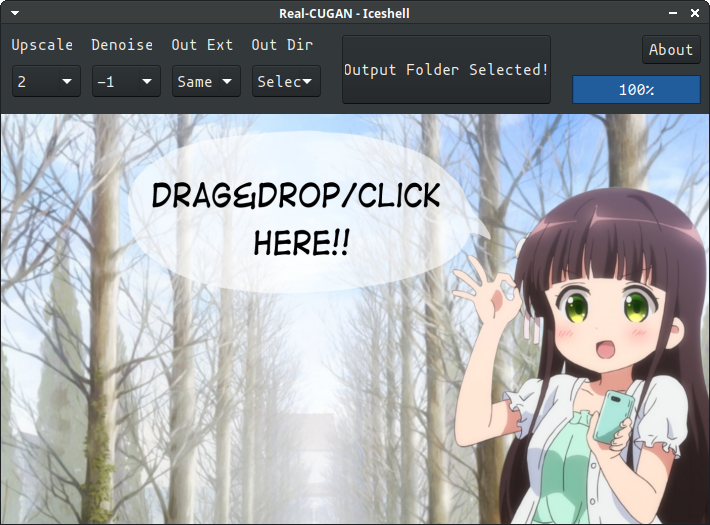 Real-CUGAN - Iceshell
Upscale Denoise Out Ext Out Dir
2 -1 Same Selec
Output Folder Selected!
About
100%
DRAG&DROP/CLICK
HERE!!